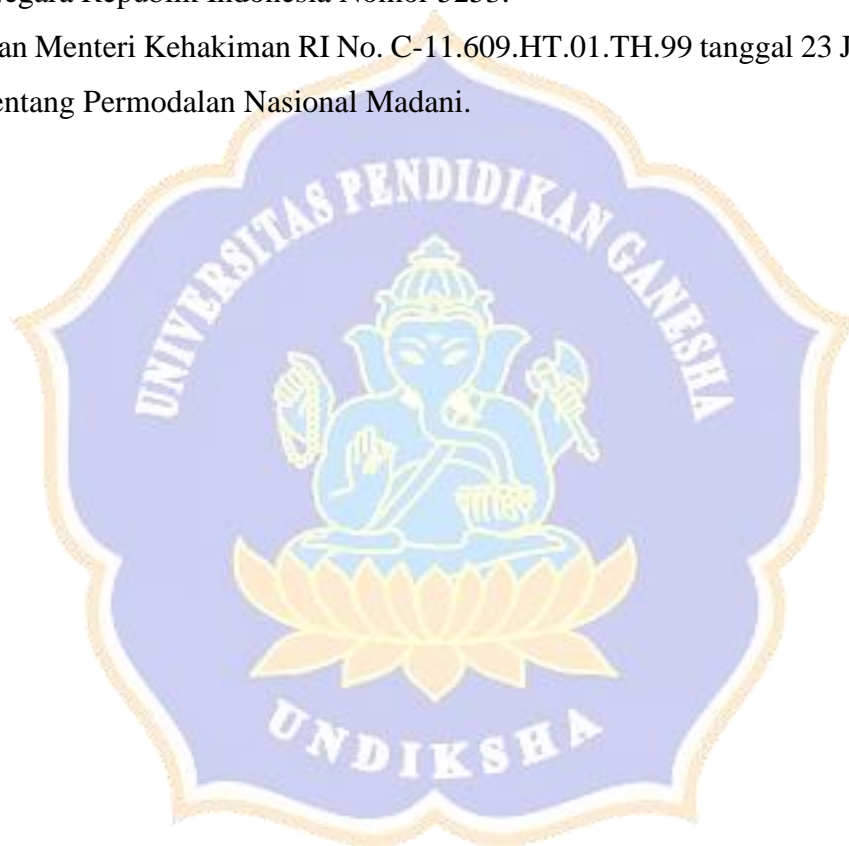 Negara Republik Indonesia Nomor 5253.
an Menteri Kehakiman RI No. C-11.609.HT.01.TH.99 tanggal 23 J
entang Permodalan Nasional Madani.
UNIVERSITAS PENDIDIKAN GANESHA
UNDIKSHA